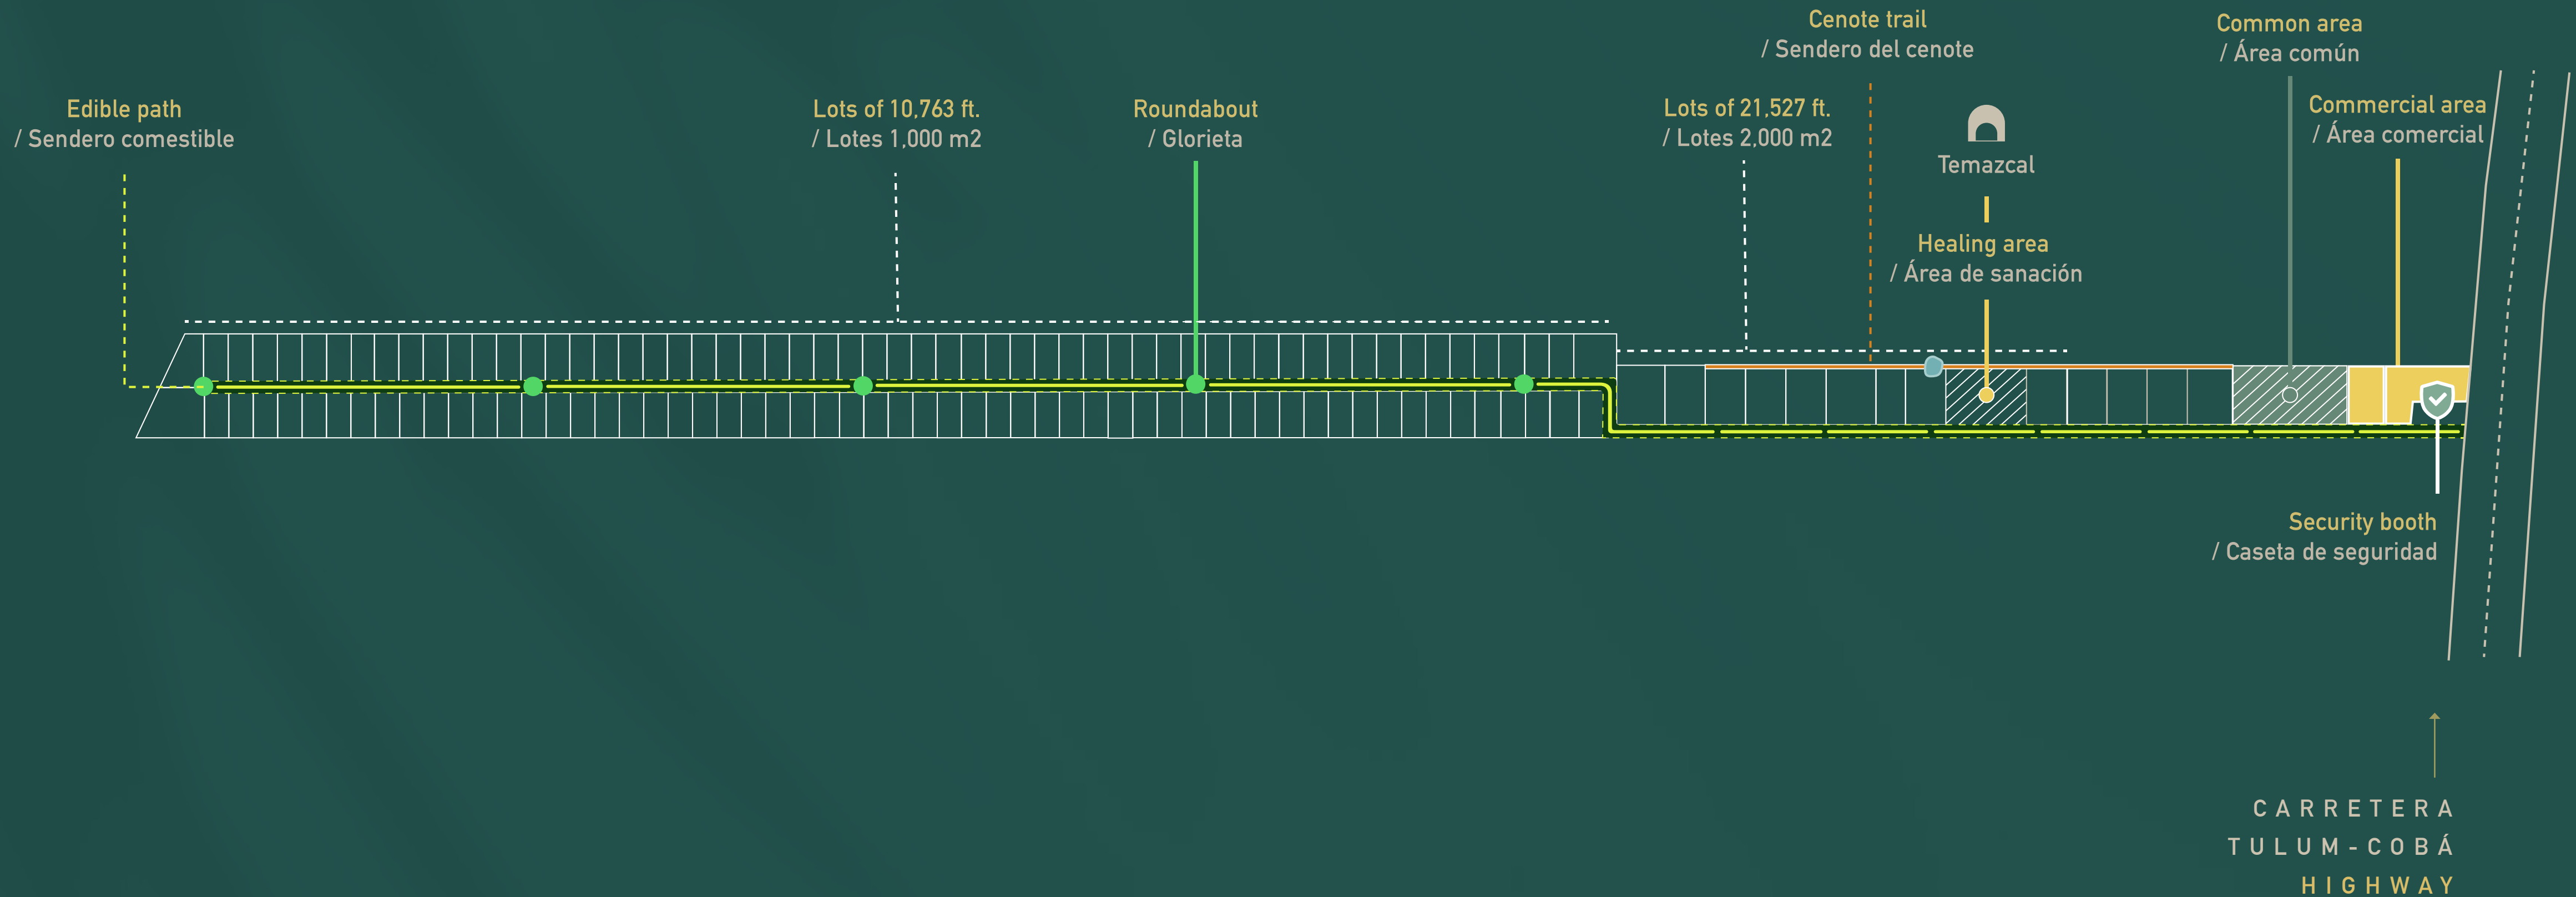 Edible path
/ Sendero comestible
Lots of 10,763 ft.
/ Lotes 1,000 m2
Roundabout
/ Glorieta
Lots of 21,527 ft.
/ Lotes 2,000 m2
Cenote trail
/ Sendero del cenote
Temazcal
Healing area
/ Área de sanación
Common area
/ Área común
Commercial area
/ Área comercial
Security booth
/ Caseta de seguridad
CARRETERA
TULUM-COBÁ
HIGHWAY